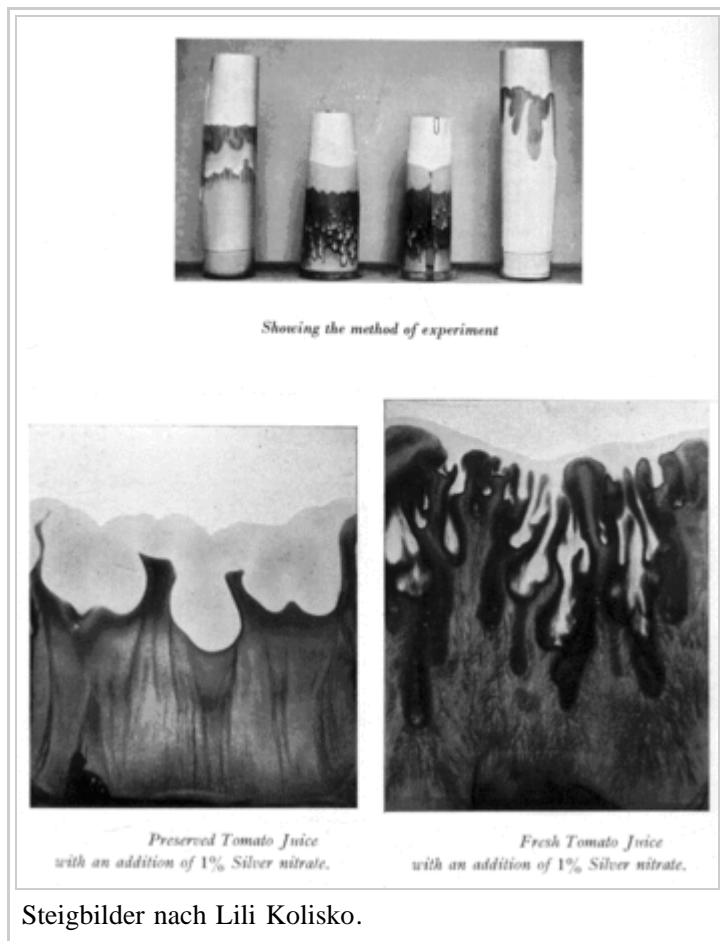 Showing the method of experiment
Preserved Tomato Juice
with an addition of 1% Silver nitrate.
Fresh Tomato Juice
with an addition of 1% Silver nitrate.
Steigbilder nach Lili Kolisko.